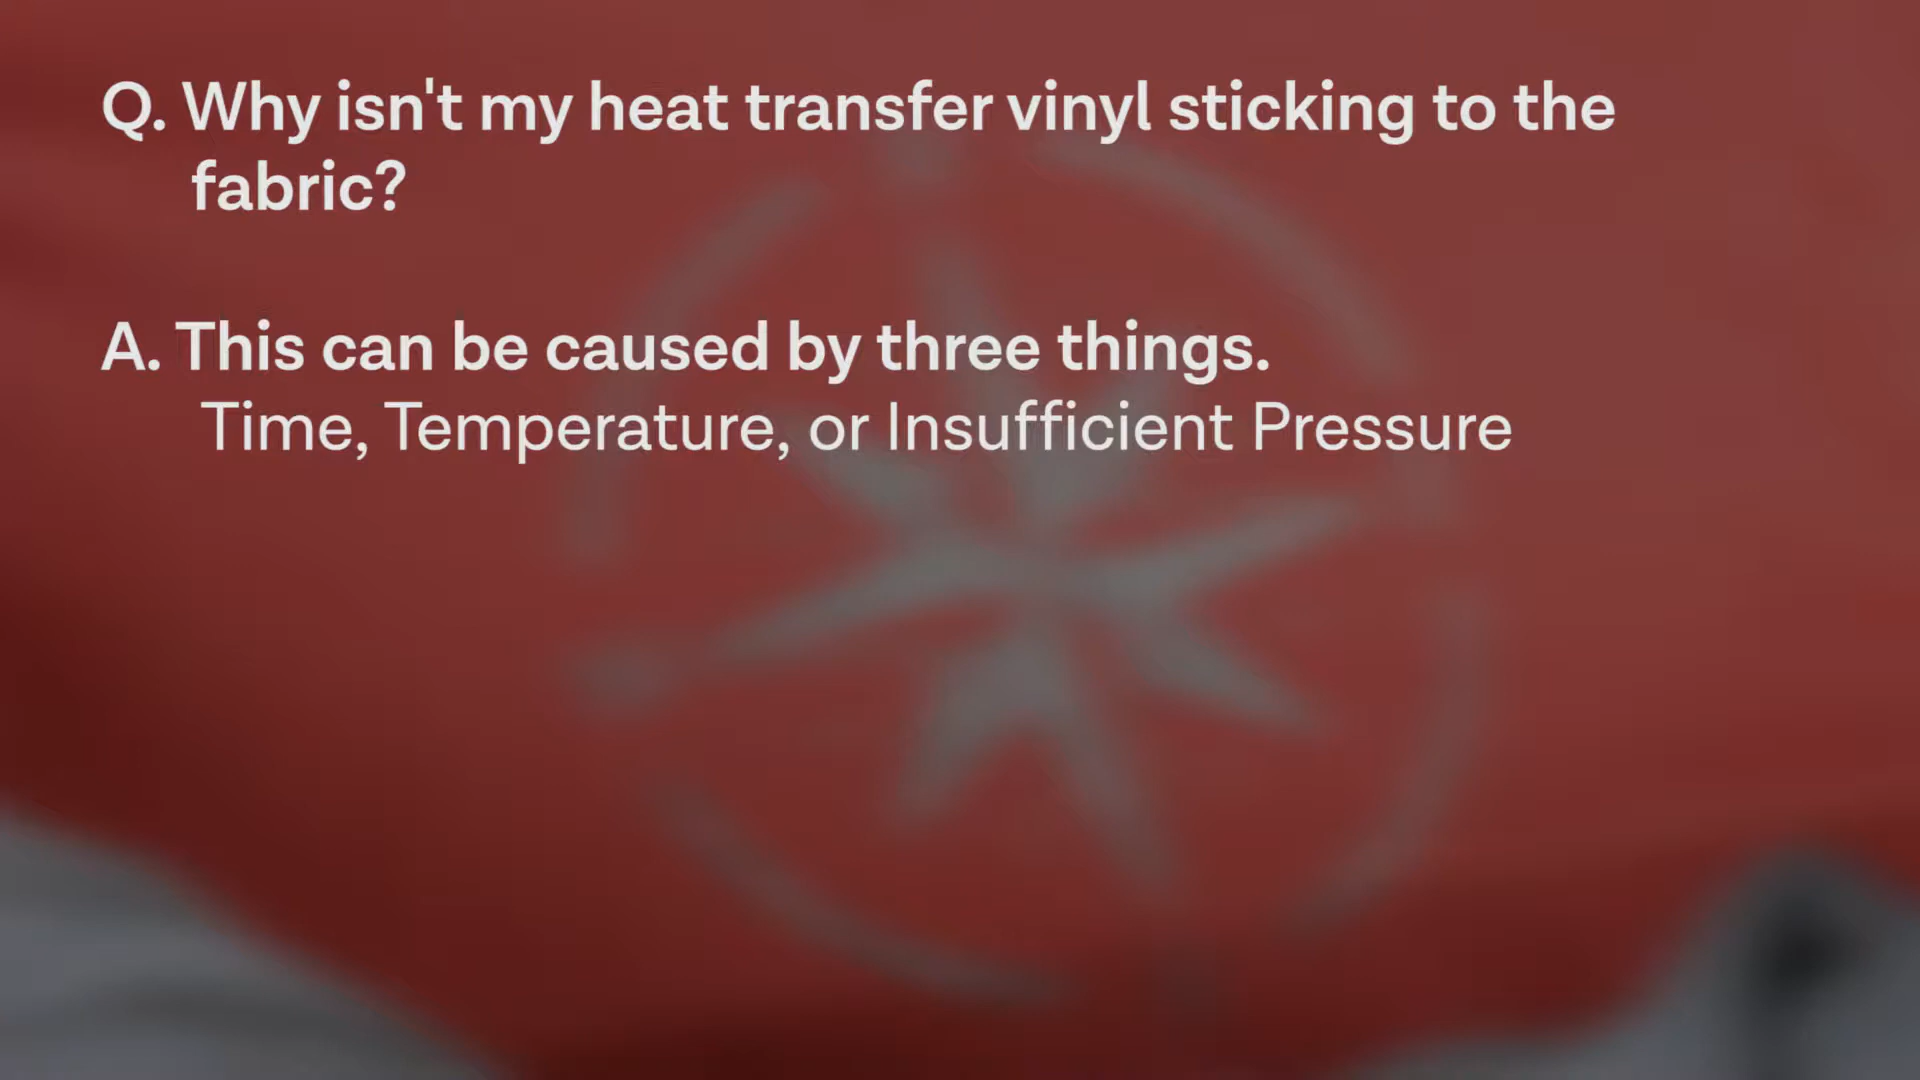 Q. Why isn't my heat transfer vinyl sticking to the
fabric?
A. This can be caused by three things.
Time, Temperature, or Insufficient Pressure